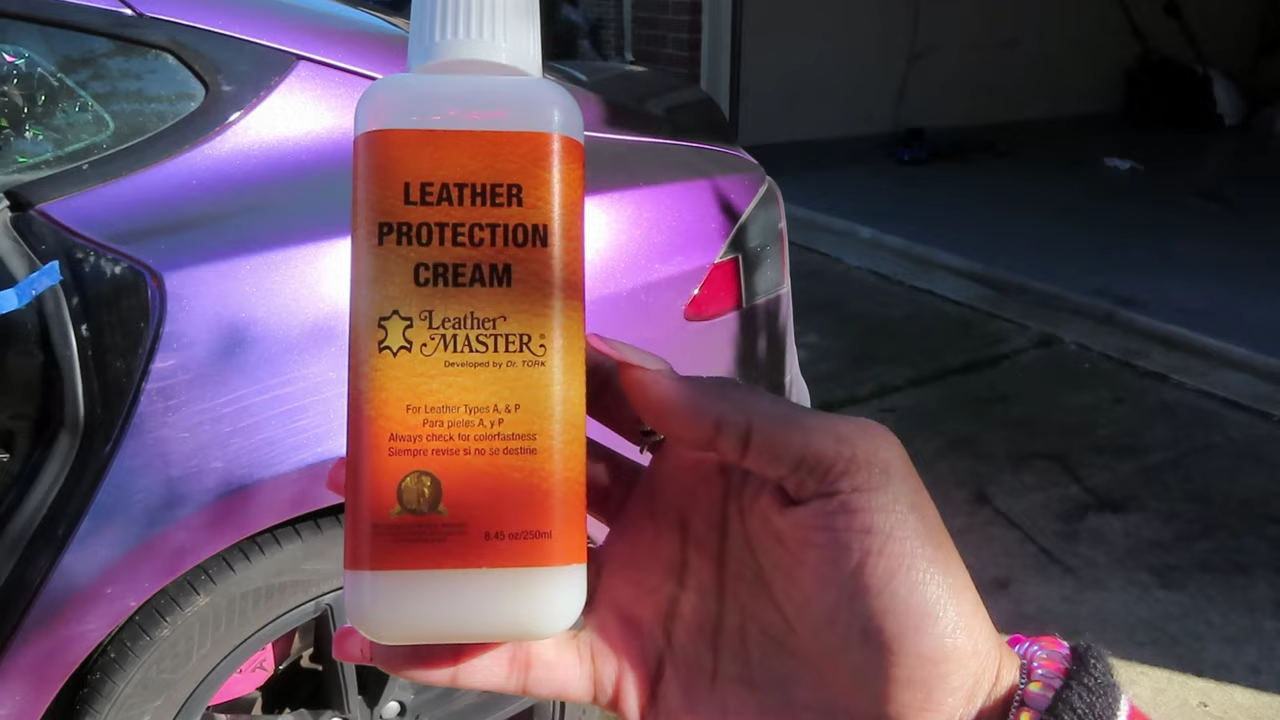 LEATHER
PROTECTION
CREAM
Leather
MASTER®
Developed by Dr. TORK
For Leather Types A, & P
Para pieles A, y P
Always check for colorfastness
Siempre revise si no se destiñe
8.45 oz/250ml